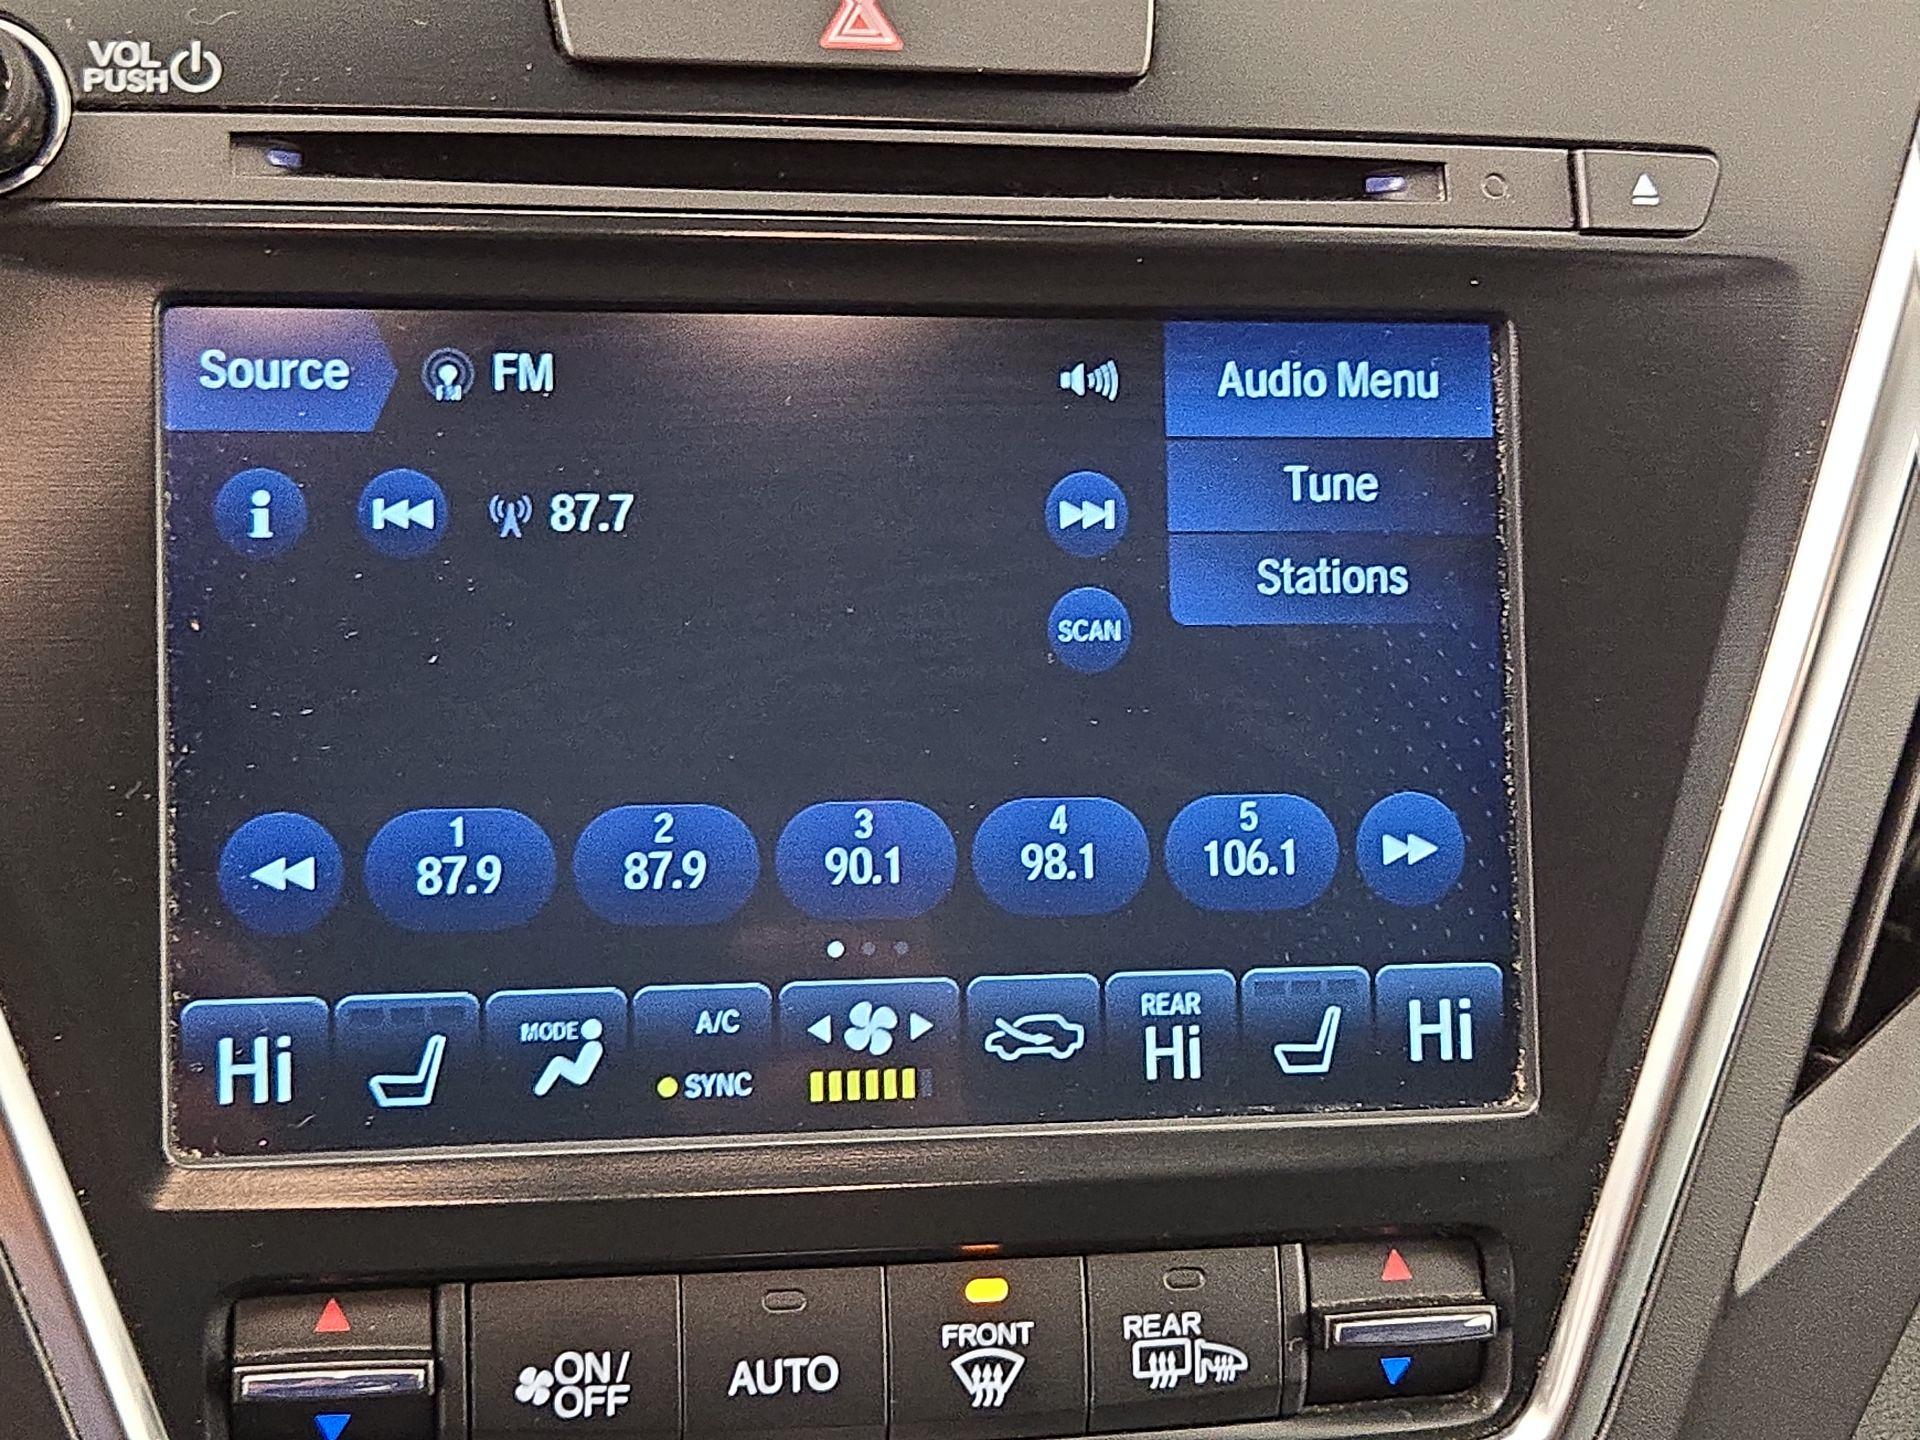 VOL
PUSH
Source FM Audio Menu
FM
87.7 Tune
Stations
SCAN
1 2 3 4 5
87.9 87.9 90.1 98.1 106.1
Hi MODE A/C REAR Hi
SYNC Hi
ON/
OFF
AUTO
FRONT
REAR